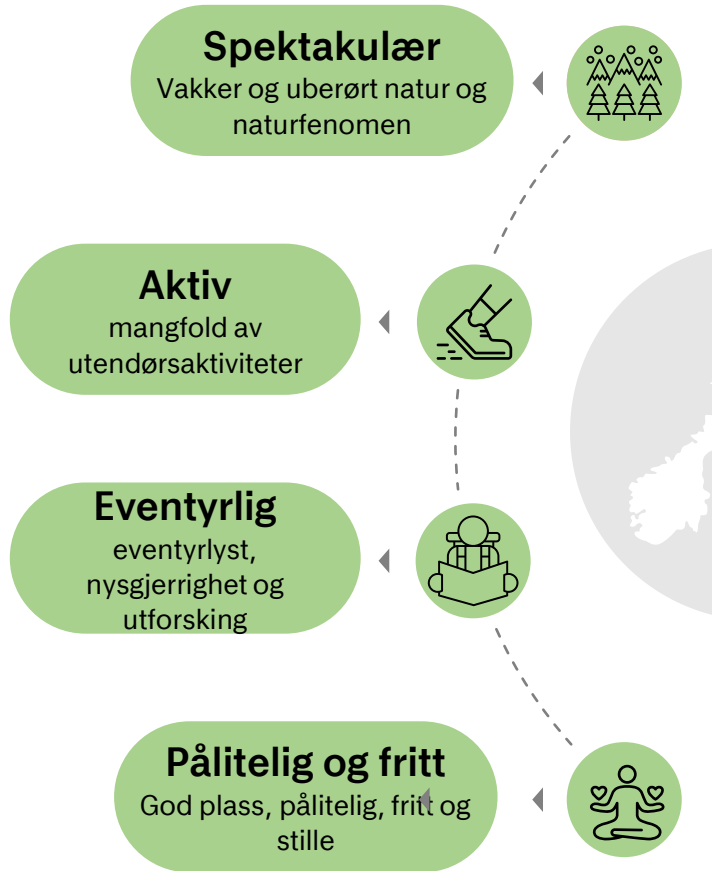 Spektakulær
Vakker og uberørt natur og
naturfenomen
Aktiv
mangfold av
utendørsaktiviteter
Eventyrlig
eventyrlyst,
nysgjerrighet og
utforsking
Pålitelig og fritt
God plass, pålitelig, fritt og
stille